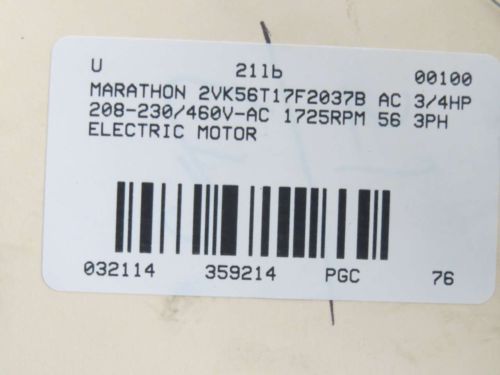 U 21lb 00100
MARATHON 2VK56T17F2037B AC 3/4HP
208-230/460V-AC 1725RPM 56 3PH
ELECTRIC MOTOR
032114 359214 PGC 76